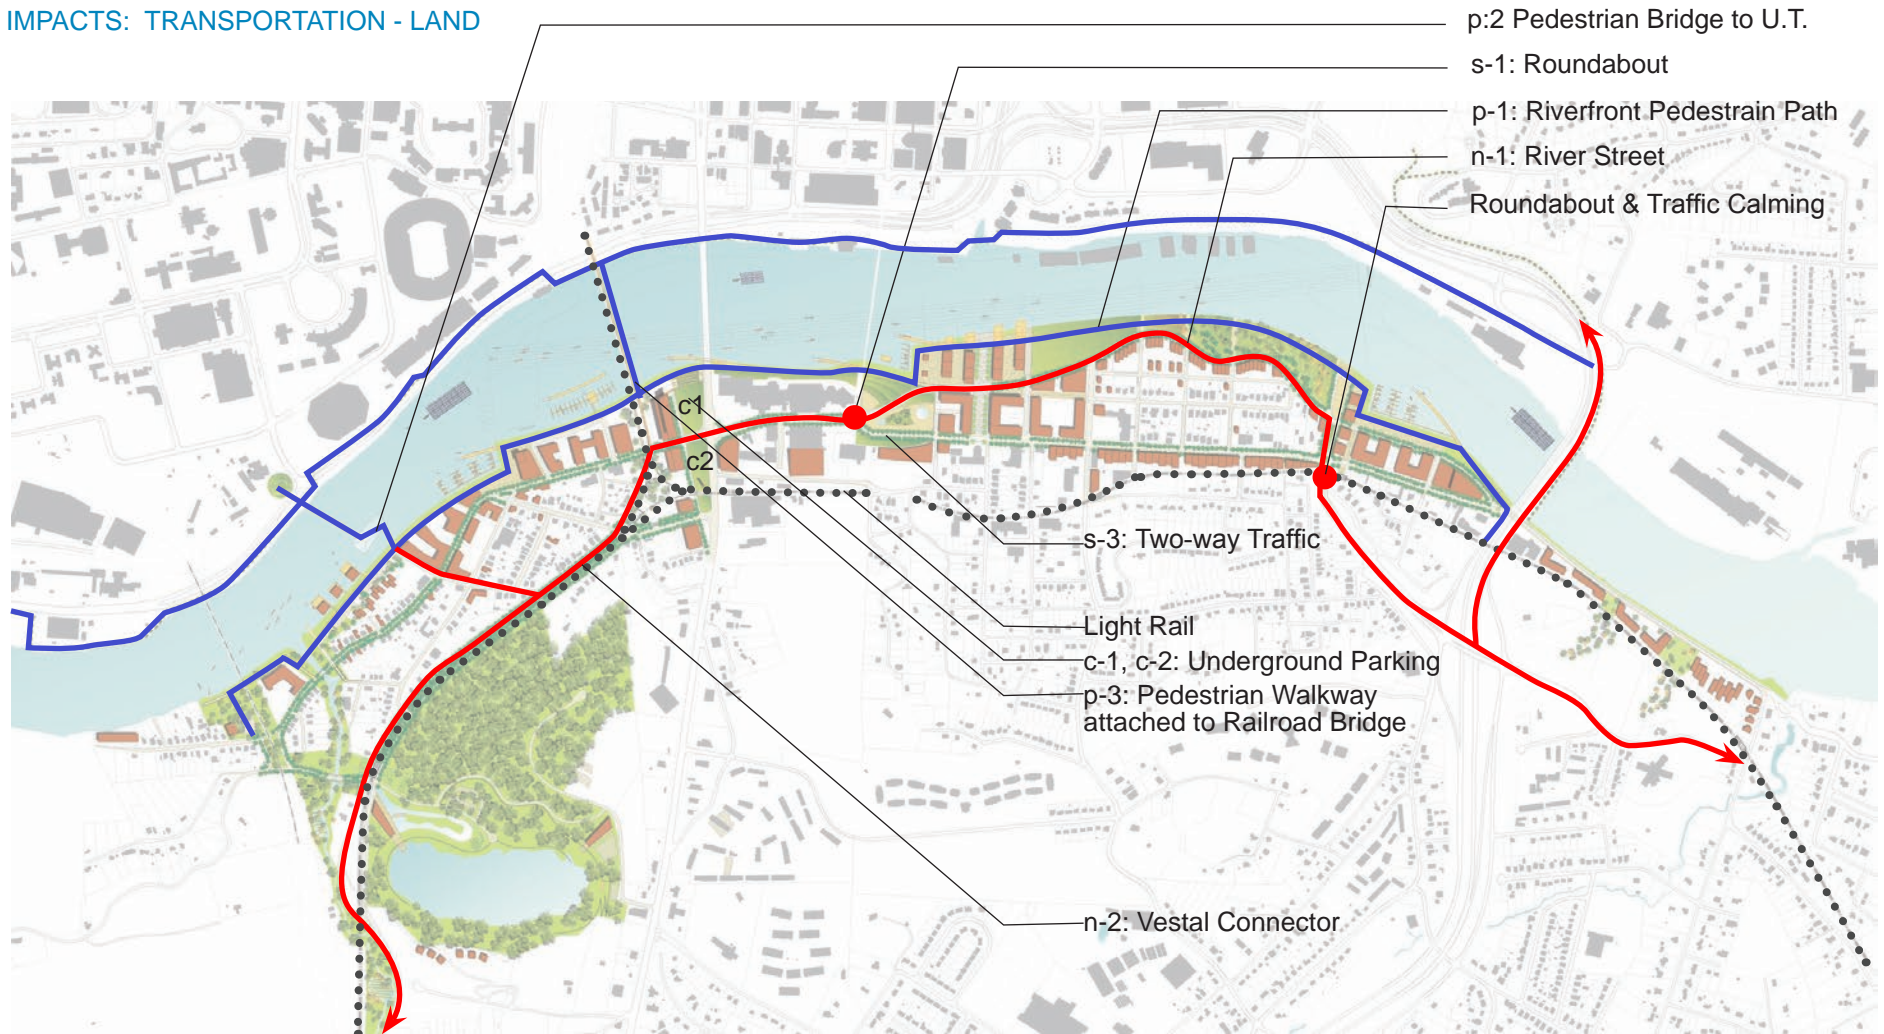 IMPACTS: TRANSPORTATION - LAND
p:2 Pedestrian Bridge to U.T.
s-1: Roundabout
p-1: Riverfront Pedestrain Path
n-1: River Street
Roundabout & Traffic Calming
c1
c2
s-3: Two-way Traffic
Light Rail
c-1, c-2: Underground Parking
p-3: Pedestrian Walkway
attached to Railroad Bridge
n-2: Vestal Connector